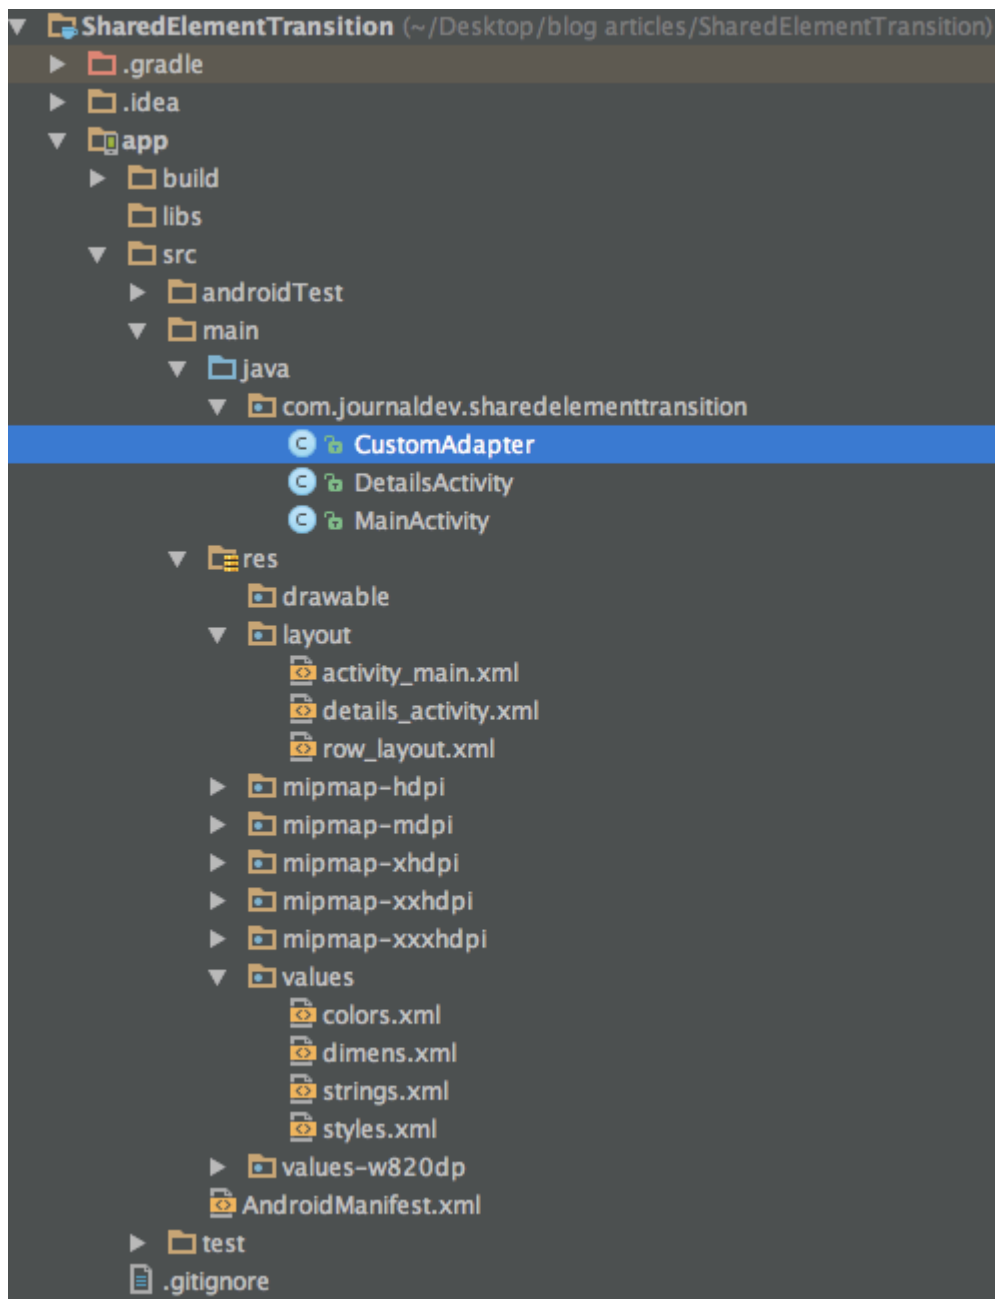 SharedElementTransition (~/Desktop/blog articles/SharedElementTransition)
.gradle
.idea
app
build
libs
src
androidTest
main
java
com.journaldev.sharedelementtransition
C CustomAdapter
C DetailsActivity
C MainActivity
res
drawable
layout
activity_main.xml
details_activity.xml
row_layout.xml
mipmap-hdpi
mipmap-mdpi
mipmap-xhdpi
mipmap-xxhdpi
mipmap-xxxhdpi
values
colors.xml
dimens.xml
strings.xml
styles.xml
values-w820dp
AndroidManifest.xml
test
.gitignore